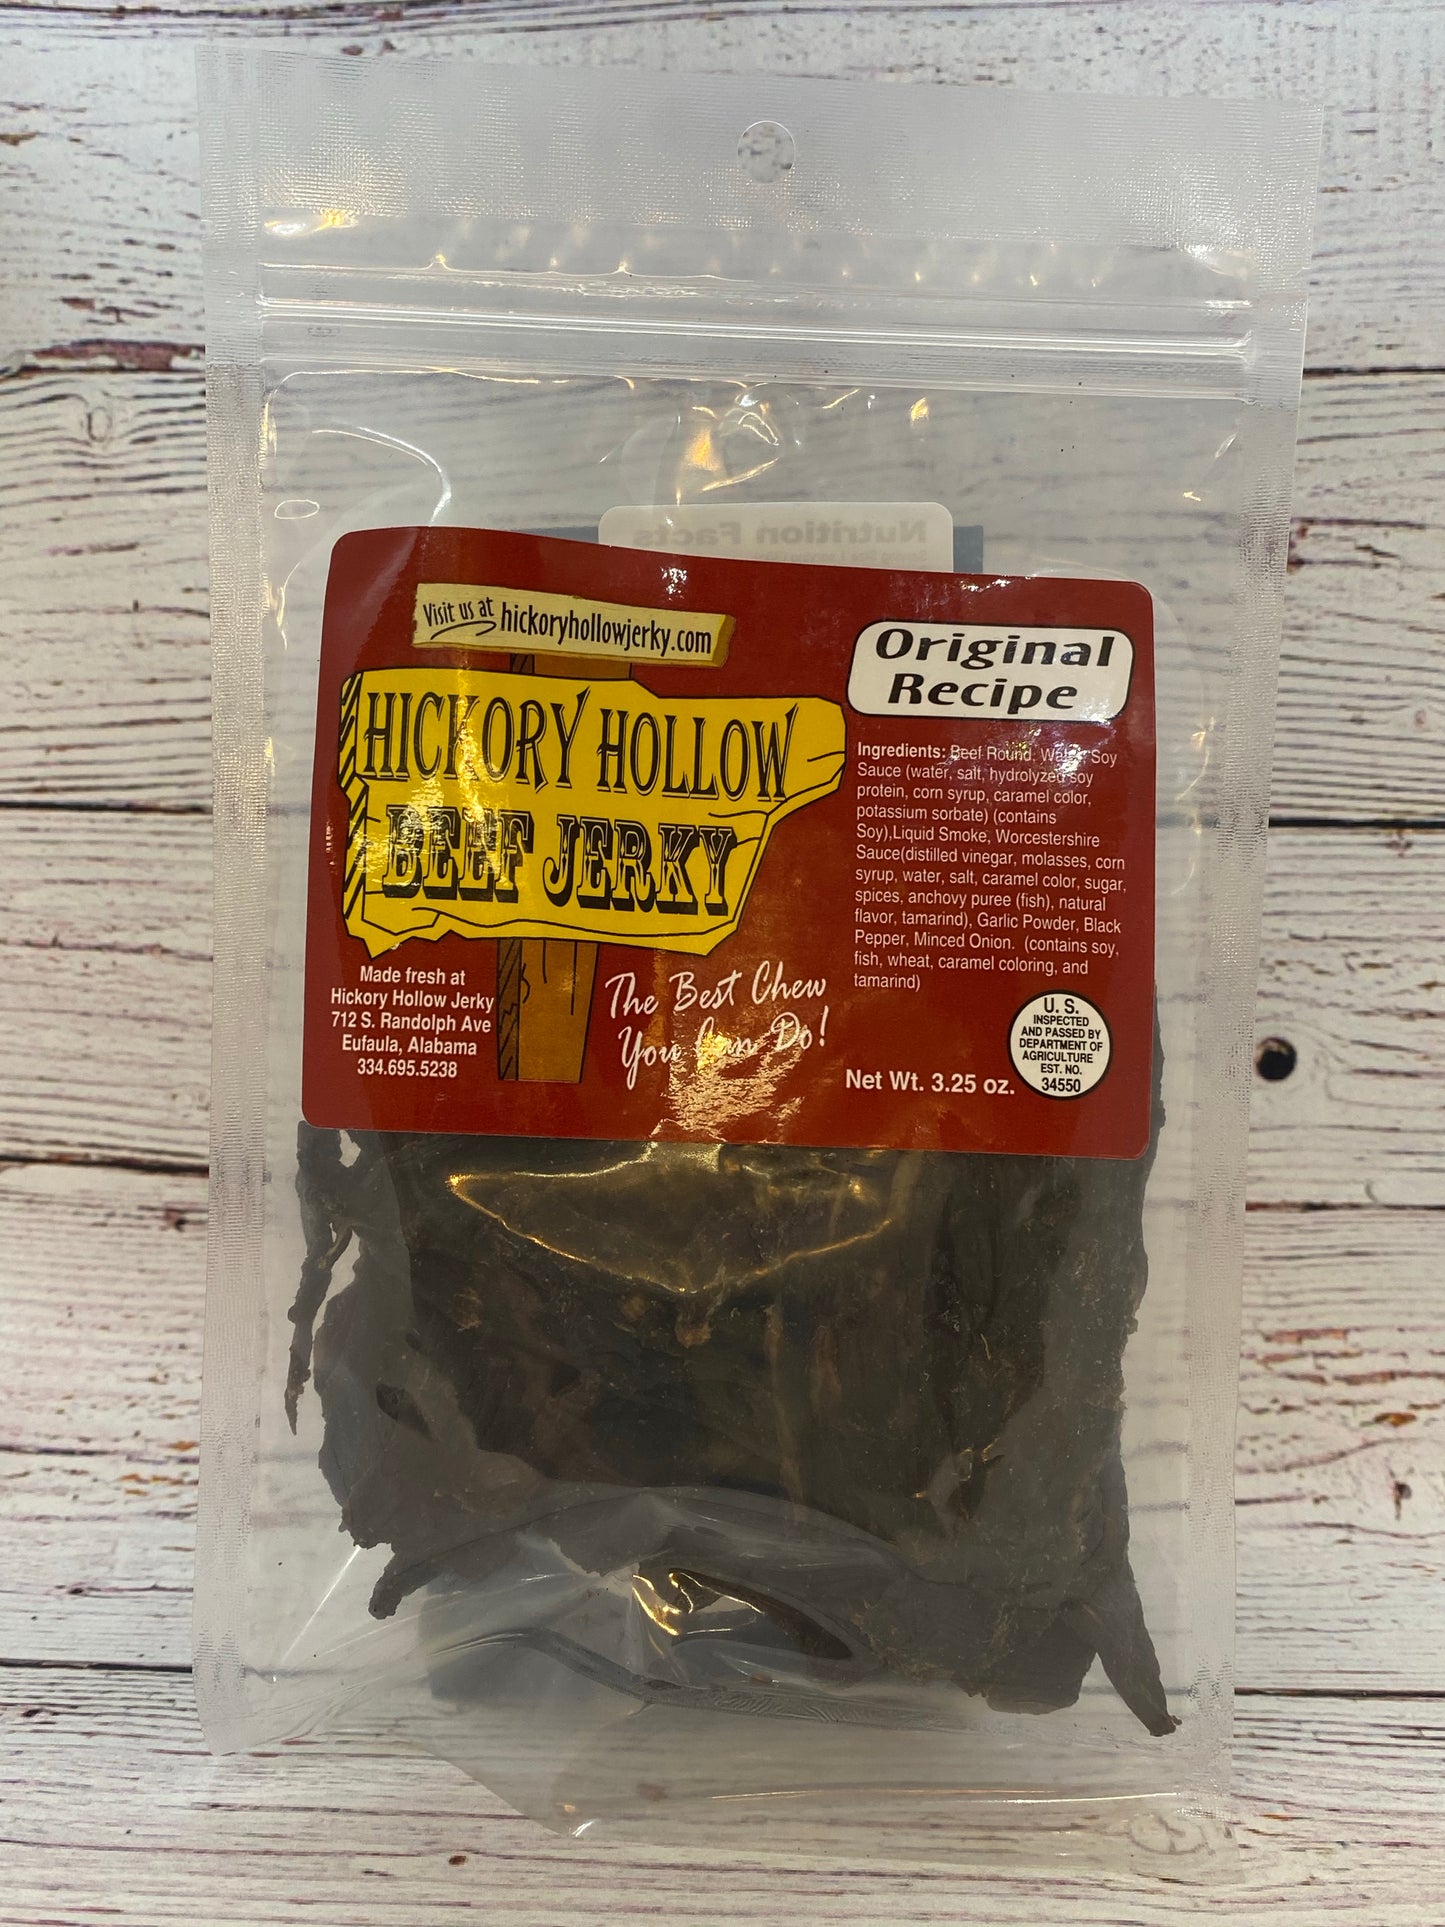 Nutrition Facts
Visit us at hickoryhollowjerky.com
HICKORY HOLLOW
BEEF JERKY
Made fresh at
Hickory Hollow Jerky
712 S. Randolph Ave
Eufaula, Alabama
334.695.5238
The Best Chew
You Can Do!
Original
Recipe
Ingredients: Beef Round, Water, Soy
Sauce (water, salt, hydrolyzed soy
protein, corn syrup, caramel color,
potassium sorbate) (contains
Soy),Liquid Smoke, Worcestershire
Sauce(distilled vinegar, molasses, corn
syrup, water, salt, caramel color, sugar,
spices, anchovy puree (fish), natural
flavor, tamarind), Garlic Powder, Black
Pepper, Minced Onion. (contains soy,
fish, wheat, caramel coloring, and
tamarind)
Net Wt. 3.25 oz.
U. S.
INSPECTED
AND PASSED BY
DEPARTMENT OF
AGRICULTURE
EST. NO.
34550